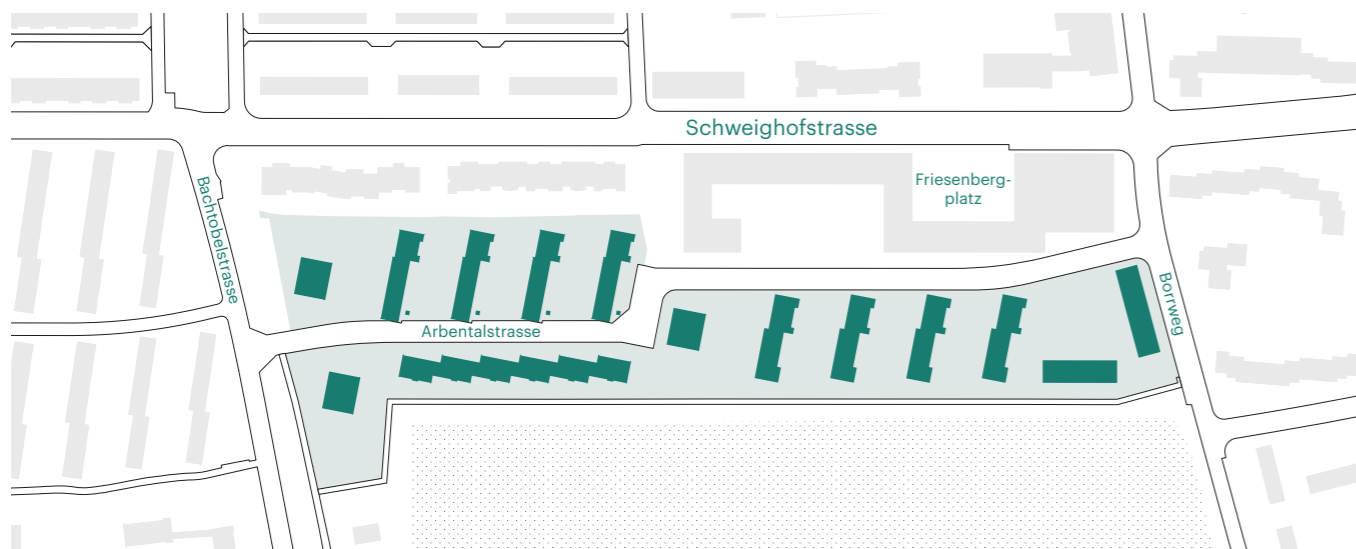 Schweighofstrasse
Friesenberg-
platz
Bachtobelstrasse
Borrweg
Arbentalstrasse